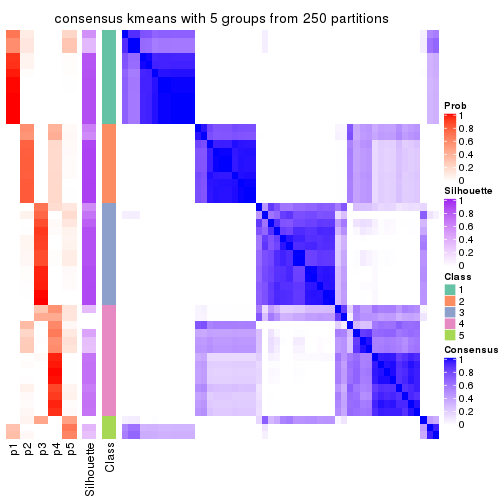 consensus kmeans with 5 groups from 250 partitions
Prob
1
0.8
0.6
0.4
0.2
0
Silhouette
1
0.8
0.6
0.4
0.2
0
Class
1
2
3
4
5
Consensus
1
0.8
0.6
0.4
0.2
0
p1
p2
p3
p4
p5
Silhouette
Class